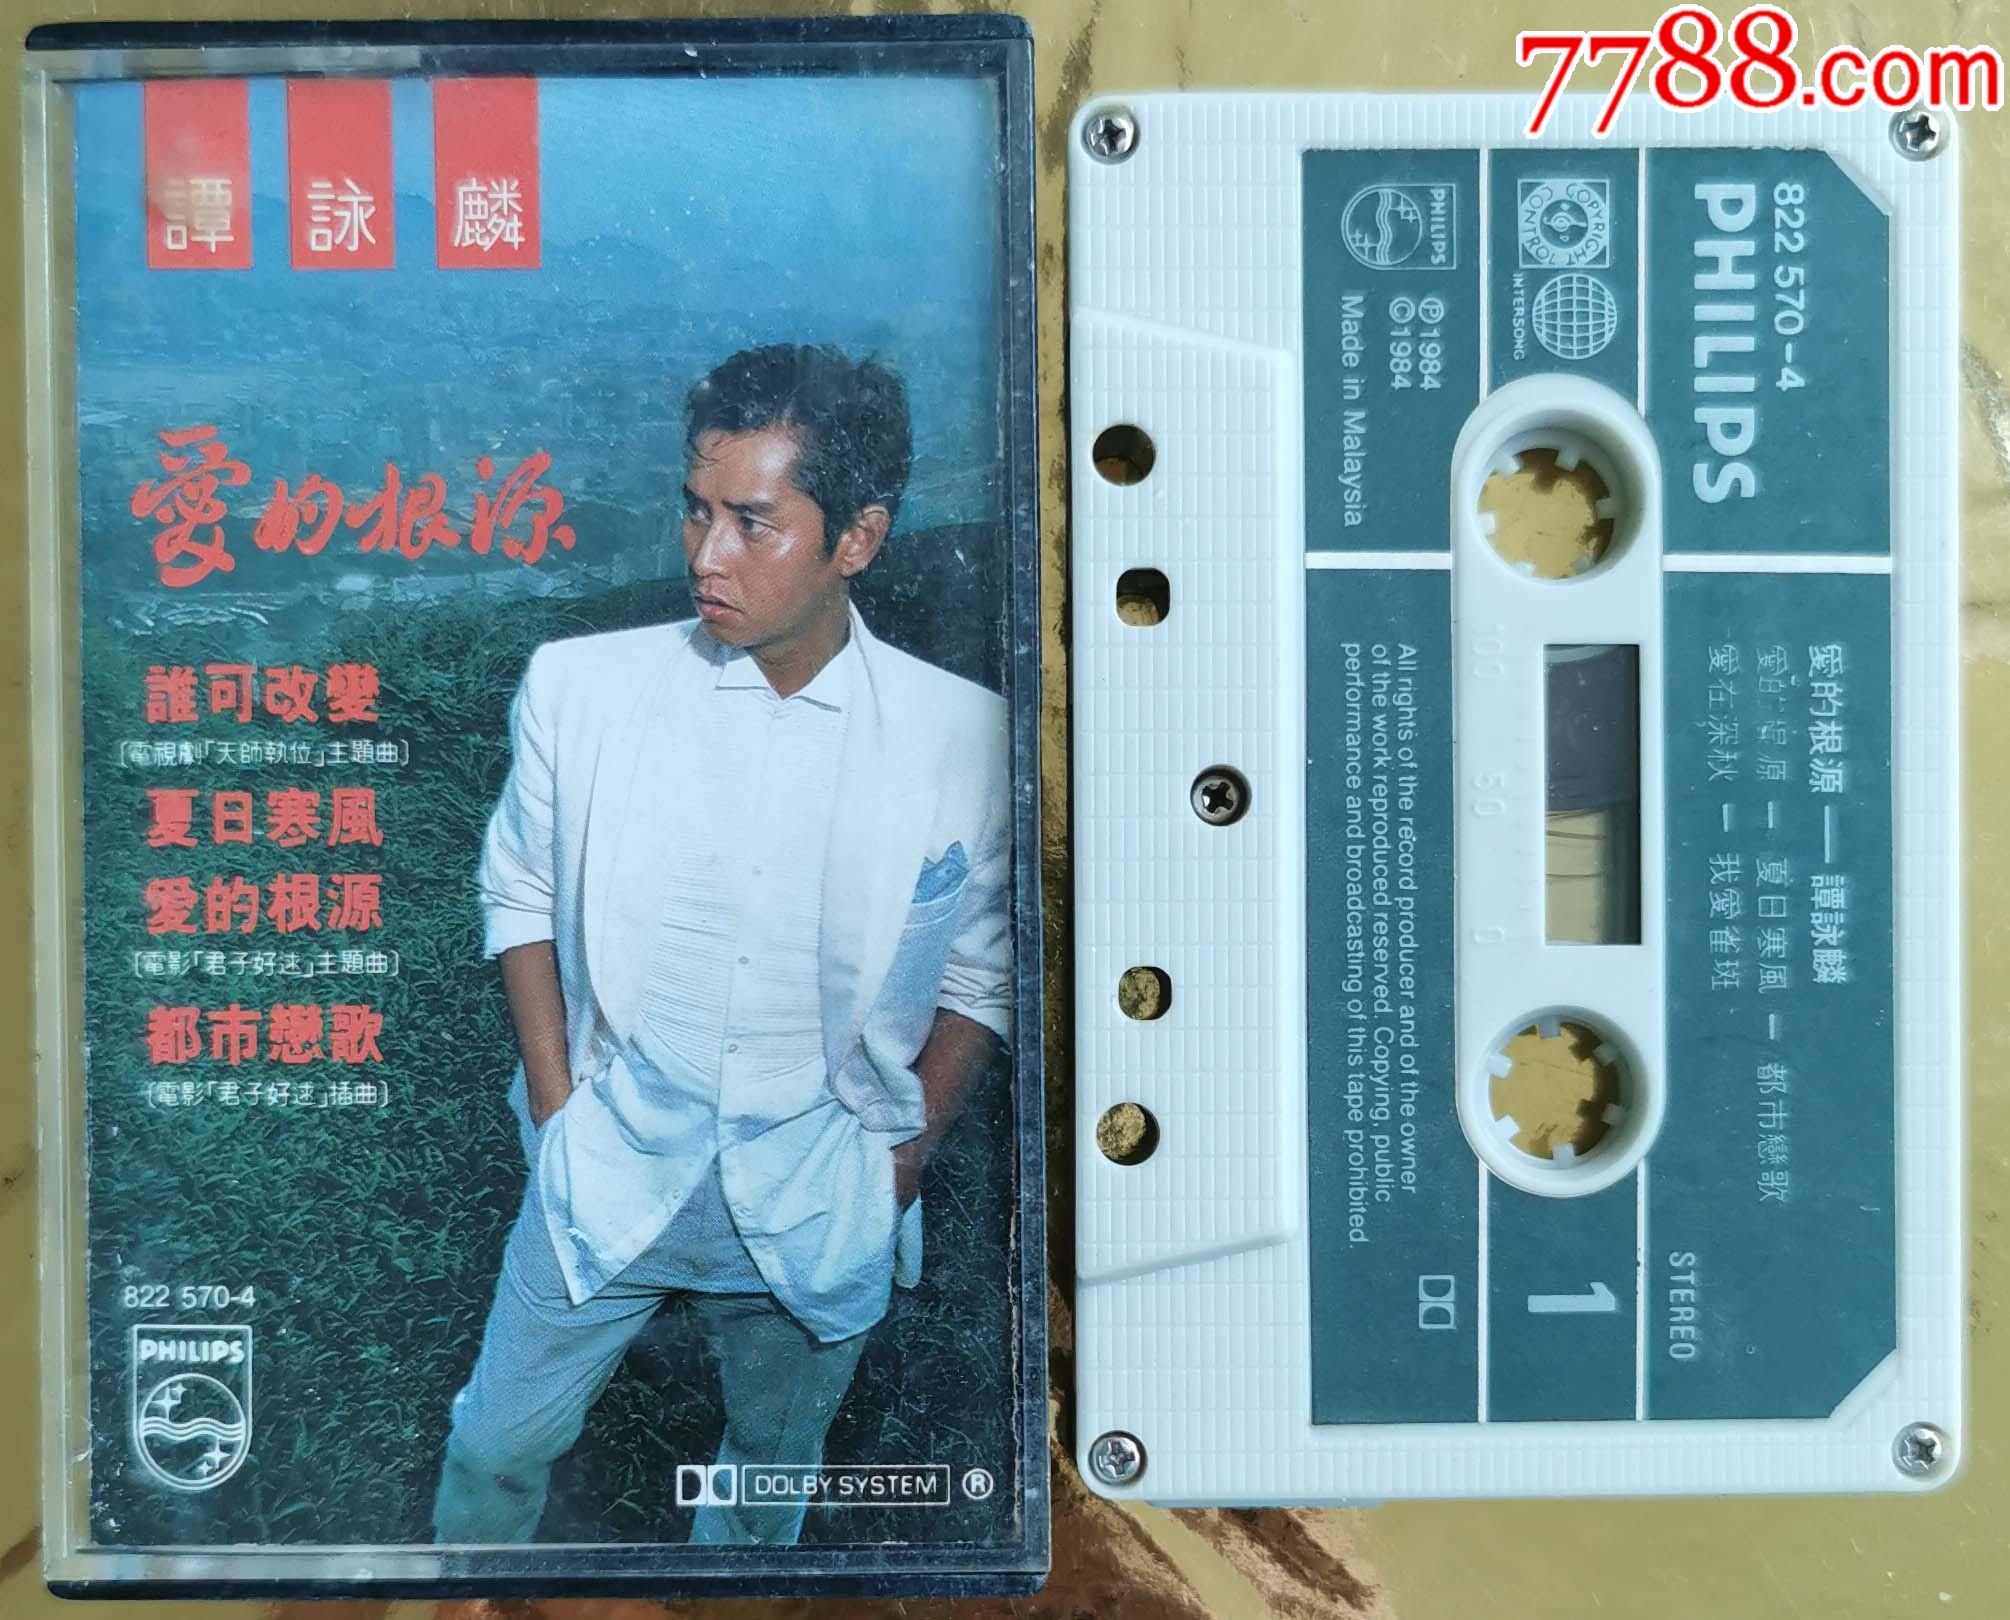 7788.com
譚 詠 麟
愛的根源
誰可改變
〔電視劇「天師執位」主題曲〕
夏日寒風
愛的根源
〔電影「君子好逑」主題曲〕
都市戀歌
〔電影「君子好逑」插曲〕
822 570-4
PHILIPS
DOLBY SYSTEM ®
822 570-4
PHILIPS
COPYRIGHT CONTROL
INTERSONG
PHILIPS
Ⓟ1984
©1984
Made in Malaysia
愛的根源 — 譚詠麟
愛的根源 – 夏日寒風 – 都市戀歌
– 愛在深秋 – 我愛雀斑
STEREO
1
100 50 0
All rights of the record producer and of the owner
of the work reproduced reserved. Copying, public
performance and broadcasting of this tape prohibited.